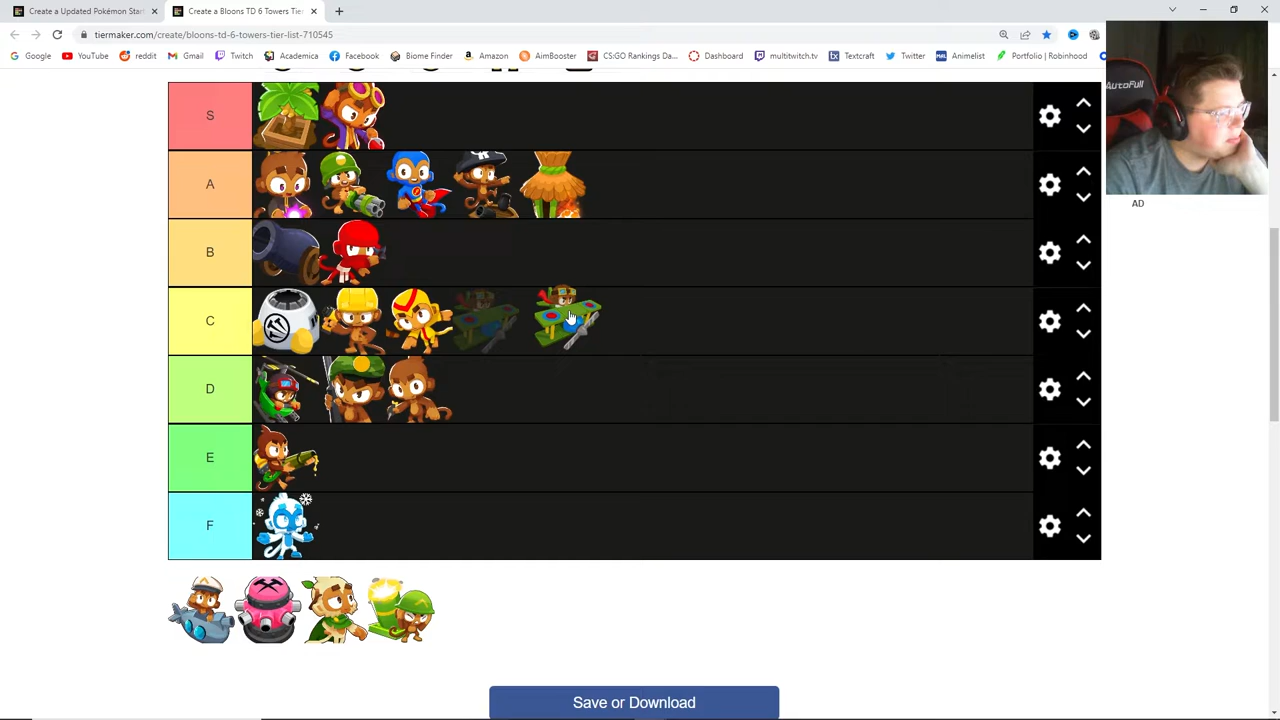 Create a Updated Pokémon Start
Create a Bloons TD 6 Towers Tier
tiermaker.com/create/bloons-td-6-towers-tier-list-710545
Google YouTube reddit Gmail Twitch Academica Facebook Biome Finder Amazon AimBooster CS:GO Rankings Da... Dashboard multitwitch.tv Textcraft Twitter Animelist Portfolio | Robinhood
AUTOFULL
AD
S
A
B
C
D
E
F
Save or Download